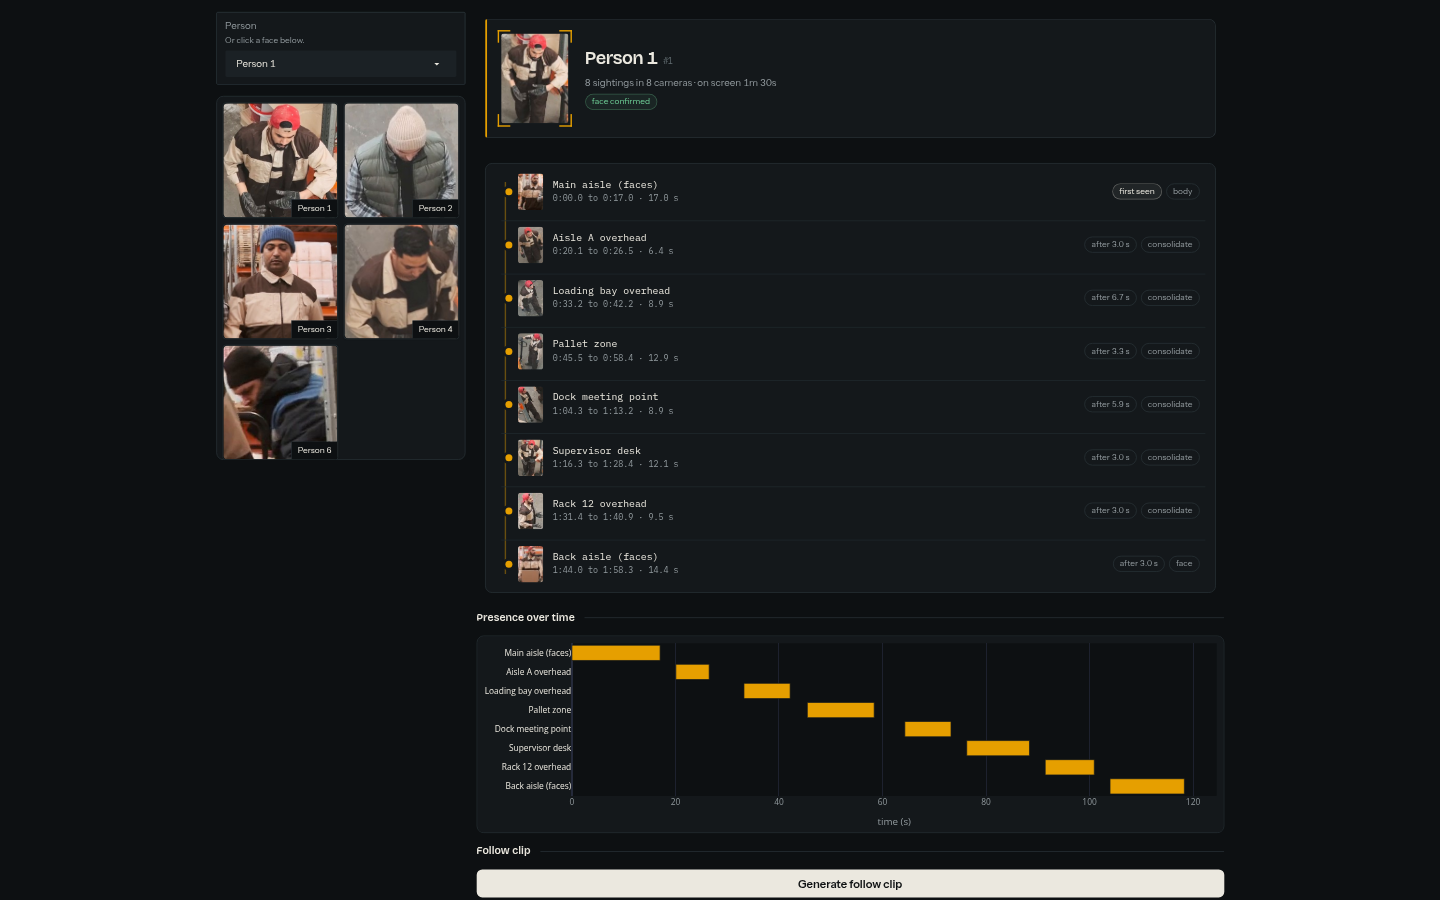 Person
Or click a face below.
Person 1
Person 1
Person 2
Person 3
Person 4
Person 6
Person 1 #1
8 sightings in 8 cameras · on screen 1m 30s
face confirmed
Main aisle (faces)
0:00.0 to 0:17.0 · 17.0 s
first seen body
Aisle A overhead
0:20.1 to 0:26.5 · 6.4 s
after 3.0 s consolidate
Loading bay overhead
0:33.2 to 0:42.2 · 8.9 s
after 6.7 s consolidate
Pallet zone
0:45.5 to 0:58.4 · 12.9 s
after 3.3 s consolidate
Dock meeting point
1:04.3 to 1:13.2 · 8.9 s
after 5.9 s consolidate
Supervisor desk
1:16.3 to 1:28.4 · 12.1 s
after 3.0 s consolidate
Rack 12 overhead
1:31.4 to 1:40.9 · 9.5 s
after 3.0 s consolidate
Back aisle (faces)
1:44.0 to 1:58.3 · 14.4 s
after 3.0 s face
Presence over time
Main aisle (faces)
Aisle A overhead
Loading bay overhead
Pallet zone
Dock meeting point
Supervisor desk
Rack 12 overhead
Back aisle (faces)
0 20 40 60 80 100 120
time (s)
Follow clip
Generate follow clip